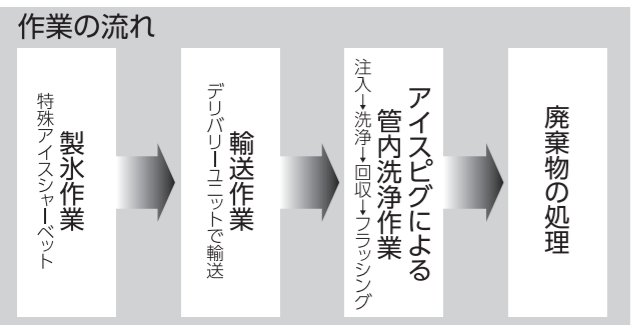 作業の流れ
製氷作業
特殊アイスシャーベット
輸送作業
デリバリーユニットで輸送
アイスピグによる
管内洗浄作業
注入→洗浄→回収→フラッシング
廃棄物の処理